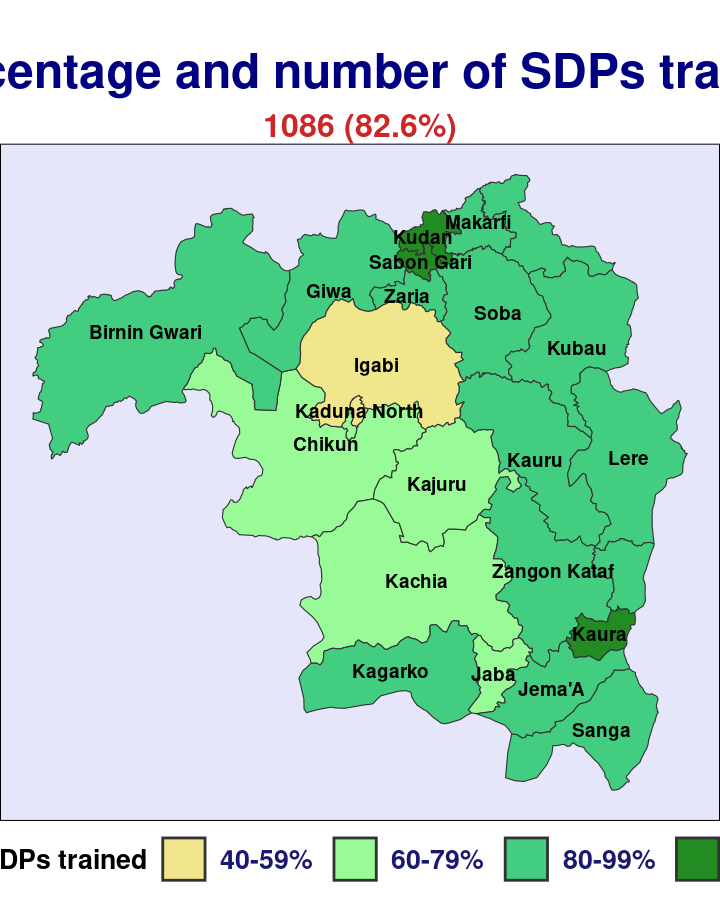 centage and number of SDPs tra
1086 (82.6%)
Makarfi
Kudan
Sabon Gari
Giwa
Zaria
Soba
Birnin Gwari
Kubau
Igabi
Kaduna North
Chikun
Kauru
Lere
Kajuru
Zangon Kataf
Kachia
Kaura
Kagarko
Jaba
Jema'A
Sanga
DPs trained 40-59% 60-79% 80-99%